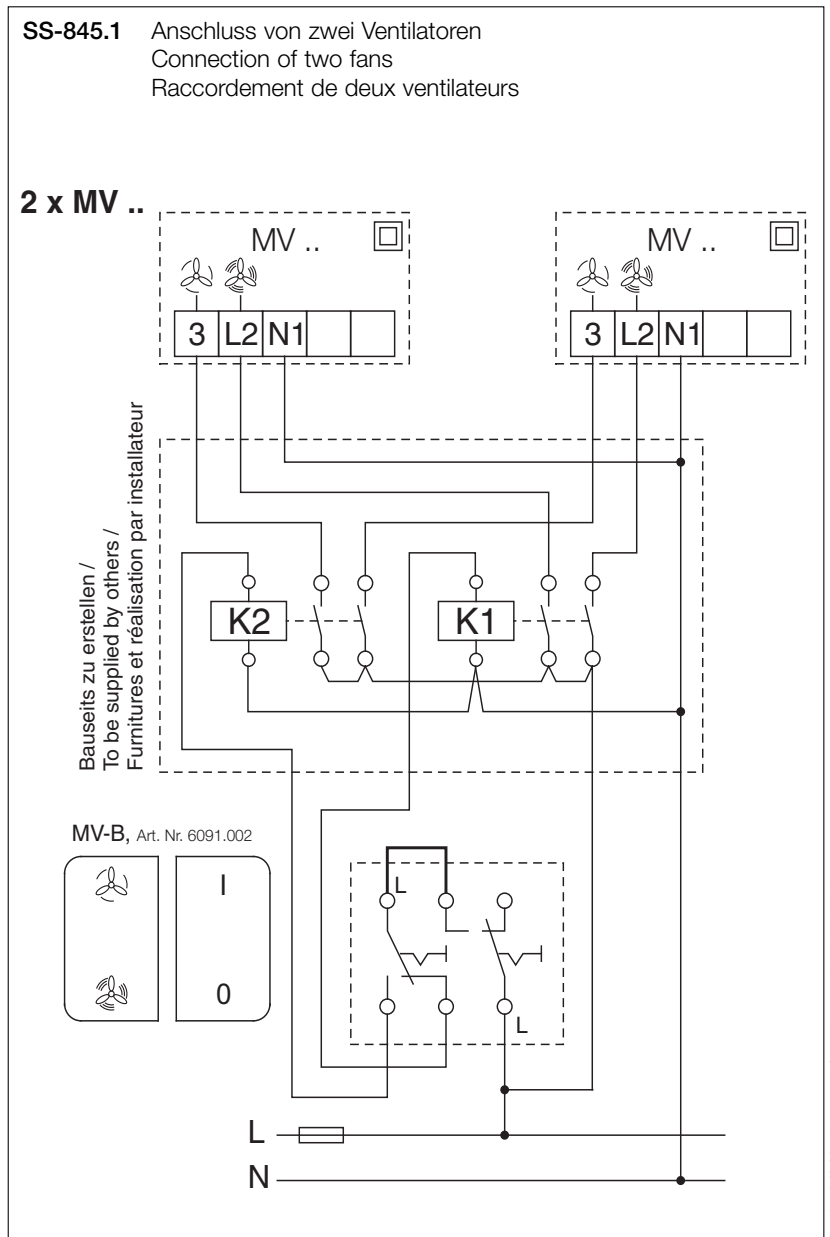 SS-845.1 Anschluss von zwei Ventilatoren
Connection of two fans
Raccordement de deux ventilateurs
2 x MV ..
MV ..
MV ..
3 L2 N1
3 L2 N1
Bauseits zu erstellen /
To be supplied by others /
Furnitures et réalisation par installateur
K2
K1
MV-B, Art. Nr. 6091.002
I
0
L
L
L
N